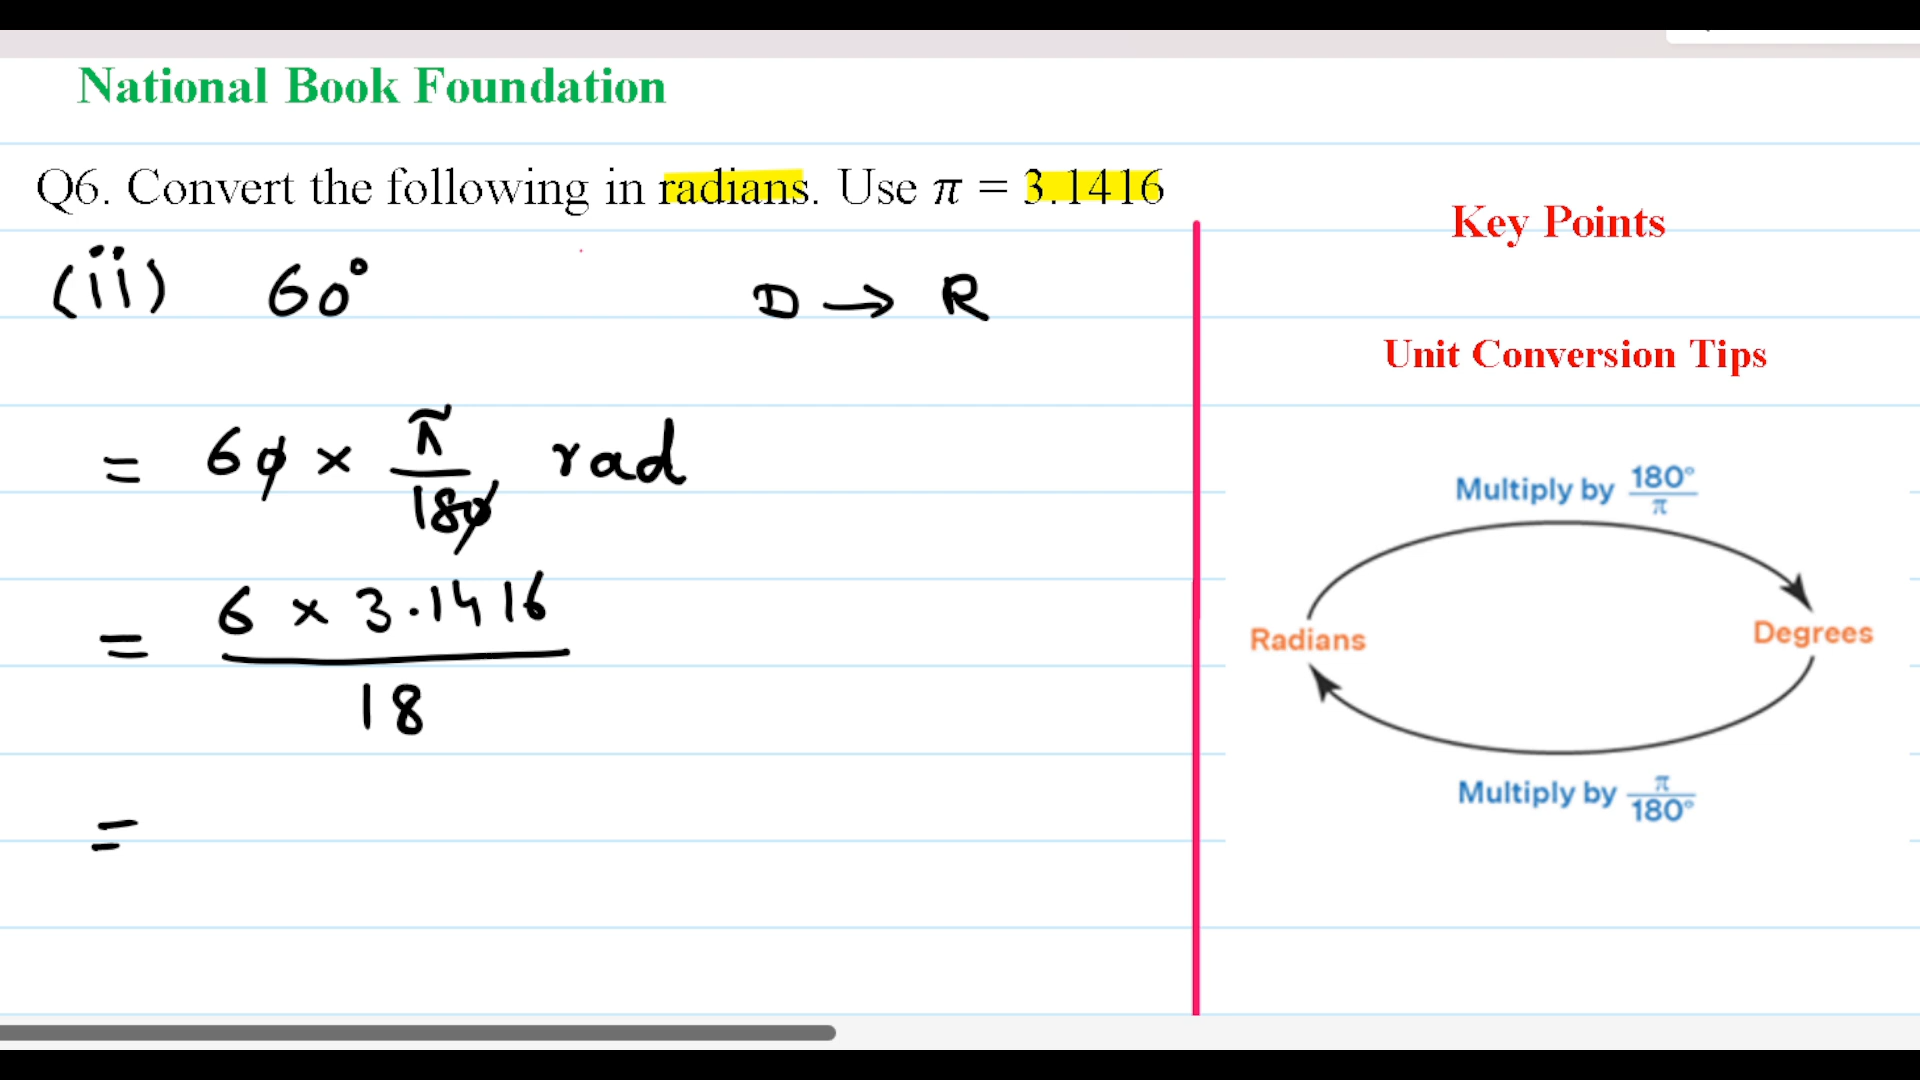 National Book Foundation
Q6. Convert the following in radians. Use π = 3.1416
(ii) 60° D → R
= 60 × π/180 rad
= 6 × 3.1416 / 18
=
Key Points
Unit Conversion Tips
Multiply by 180°/π
Radians Degrees
Multiply by π/180°